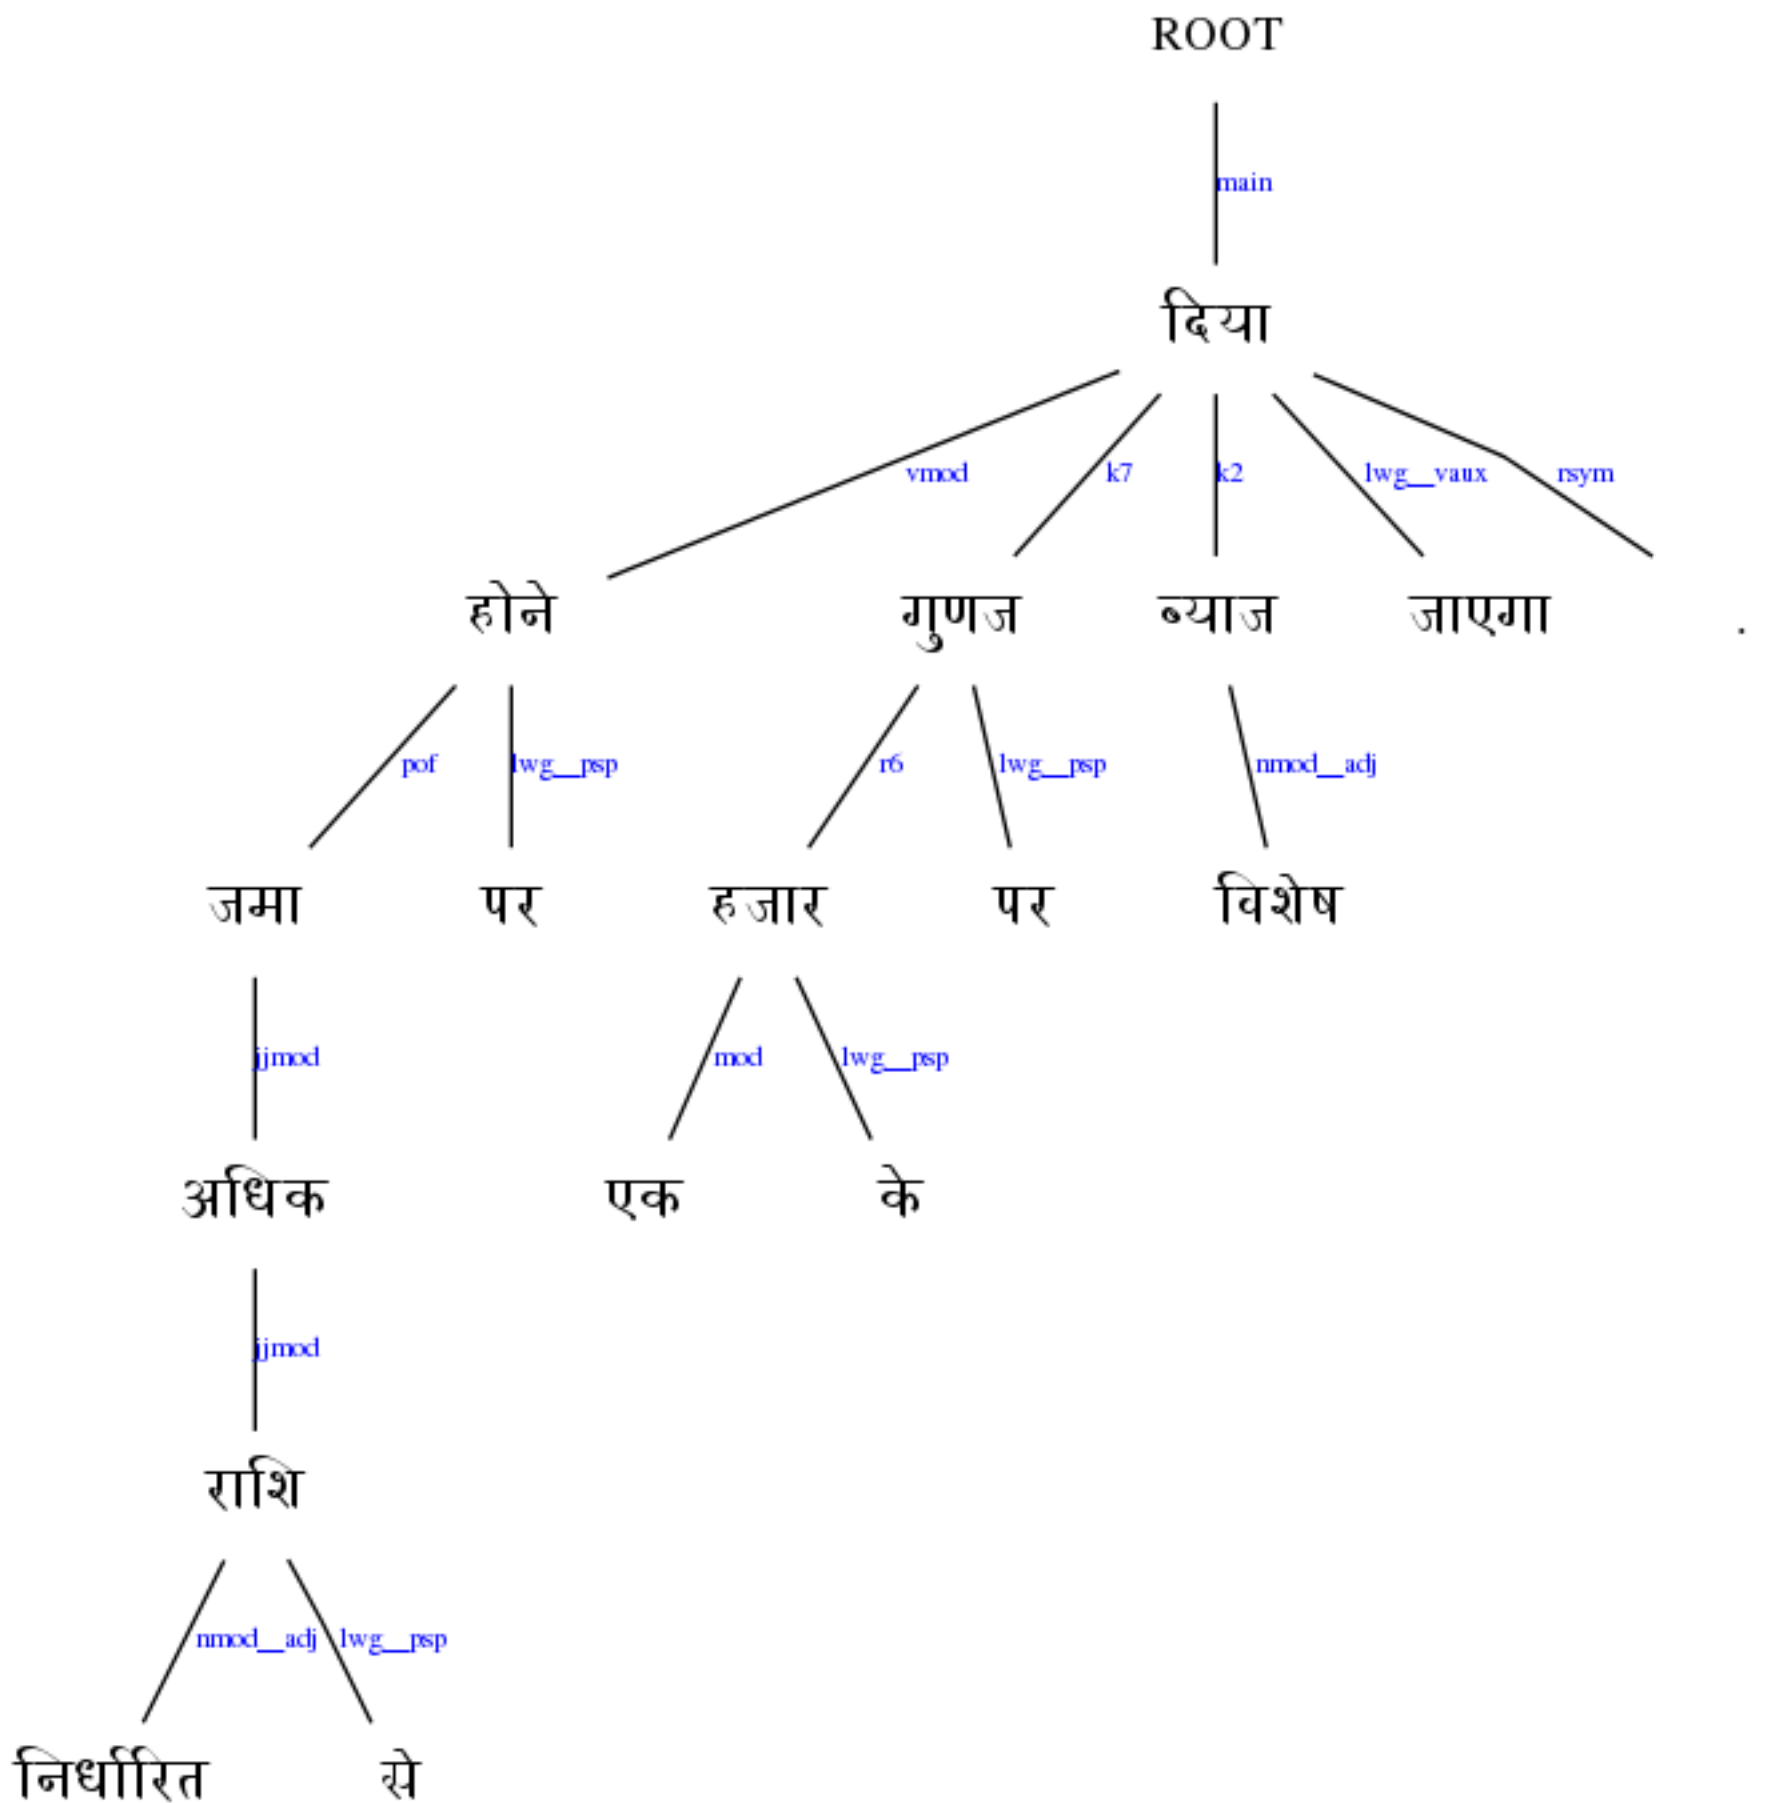 ROOT
main
दिया
vmod k7 k2 lwg__vaux rsym
होने गुणज ब्याज जाएगा .
pof lwg__psp r6 lwg__psp nmod__adj
जमा पर हजार पर विशेष
jjmod mod lwg__psp
अधिक एक के
jjmod
राशि
nmod__adj lwg__psp
निर्धारित से